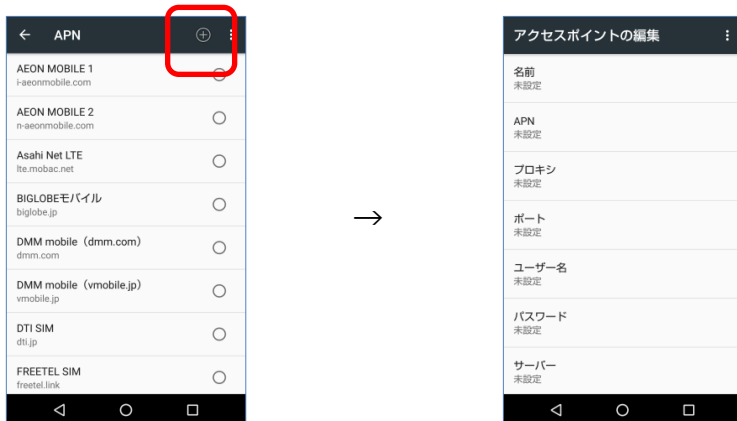 APN
AEON MOBILE 1
i-aeonmobile.com
AEON MOBILE 2
n-aeonmobile.com
Asahi Net LTE
lte.mobac.net
BIGLOBEモバイル
biglobe.jp
DMM mobile（dmm.com）
dmm.com
DMM mobile（vmobile.jp）
vmobile.jp
DTI SIM
dti.jp
FREETEL SIM
freetel.link
→
アクセスポイントの編集
名前
未設定
APN
未設定
プロキシ
未設定
ポート
未設定
ユーザー名
未設定
パスワード
未設定
サーバー
未設定